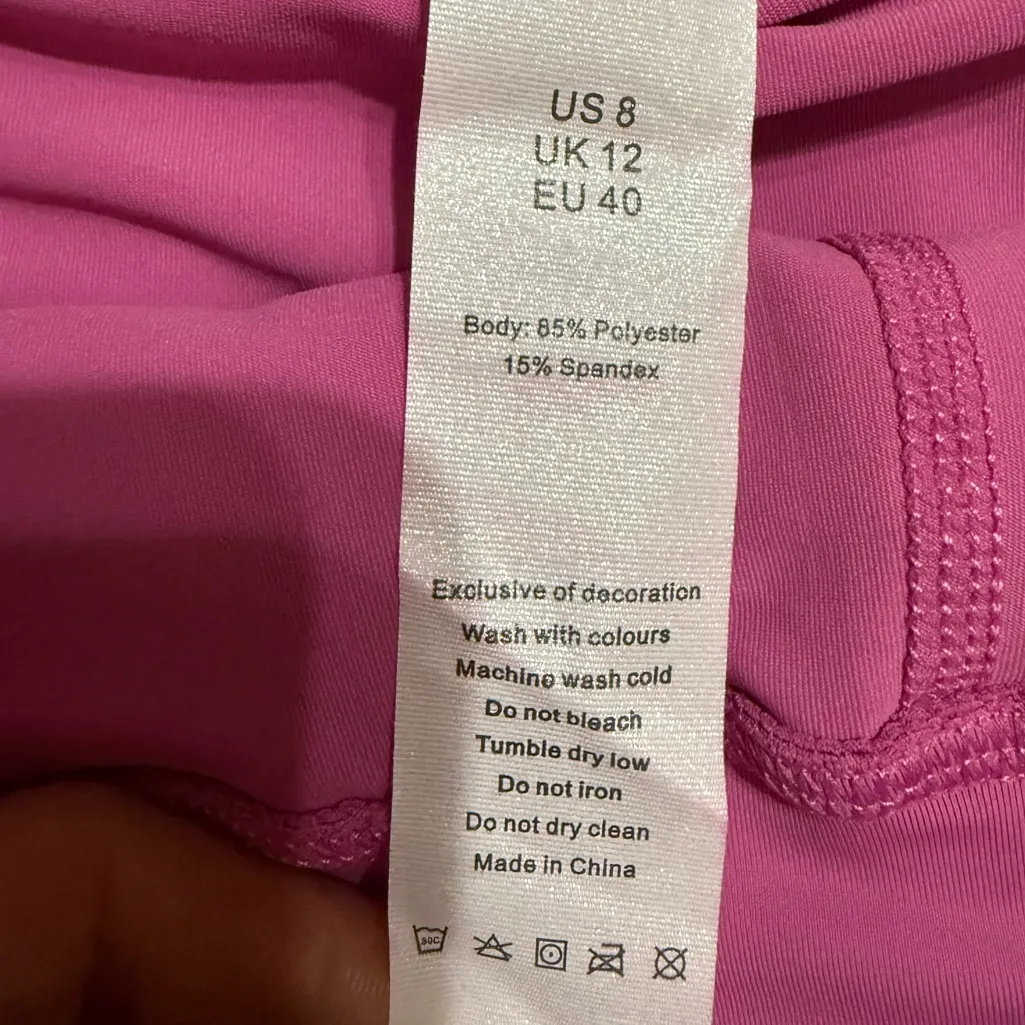 US 8
UK 12
EU 40
Body: 85% Polyester
15% Spandex
Exclusive of decoration
Wash with colours
Machine wash cold
Do not bleach
Tumble dry low
Do not iron
Do not dry clean
Made in China